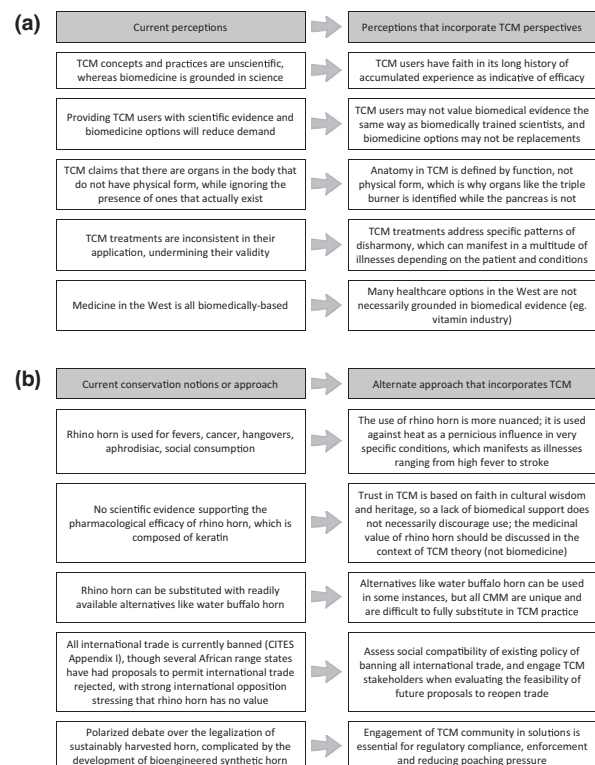 (a)
Current perceptions
Perceptions that incorporate TCM perspectives
TCM concepts and practices are unscientific,
whereas biomedicine is grounded in science
TCM users have faith in its long history of
accumulated experience as indicative of efficacy
Providing TCM users with scientific evidence and
biomedicine options will reduce demand
TCM users may not value biomedical evidence the
same way as biomedically trained scientists, and
biomedicine options may not be replacements
TCM claims that there are organs in the body that
do not have physical form, while ignoring the
presence of ones that actually exist
Anatomy in TCM is defined by function, not
physical form, which is why organs like the triple
burner is identified while the pancreas is not
TCM treatments are inconsistent in their
application, undermining their validity
TCM treatments address specific patterns of
disharmony, which can manifest in a multitude of
illnesses depending on the patient and conditions
Medicine in the West is all biomedically-based
Many healthcare options in the West are not
necessarily grounded in biomedical evidence (eg.
vitamin industry)
(b)
Current conservation notions or approach
Alternate approach that incorporates TCM
Rhino horn is used for fevers, cancer, hangovers,
aphrodisiac, social consumption
The use of rhino horn is more nuanced; it is used
against heat as a pernicious influence in very
specific conditions, which manifests as illnesses
ranging from high fever to stroke
No scientific evidence supporting the
pharmacological efficacy of rhino horn, which is
composed of keratin
Trust in TCM is based on faith in cultural wisdom
and heritage, so a lack of biomedical support does
not necessarily discourage use; the medicinal
value of rhino horn should be discussed in the
context of TCM theory (not biomedicine)
Rhino horn can be substituted with readily
available alternatives like water buffalo horn
Alternatives like water buffalo horn can be used
in some instances, but all CMM are unique and
are difficult to fully substitute in TCM practice
All international trade is currently banned (CITES
Appendix I), though several African range states
have had proposals to permit international trade
rejected, with strong international opposition
stressing that rhino horn has no value
Assess social compatibility of existing policy of
banning all international trade, and engage TCM
stakeholders when evaluating the feasibility of
future proposals to reopen trade
Polarized debate over the legalization of
sustainably harvested horn, complicated by the
development of bioengineered synthetic horn
Engagement of TCM community in solutions is
essential for regulatory compliance, enforcement
and reducing poaching pressure